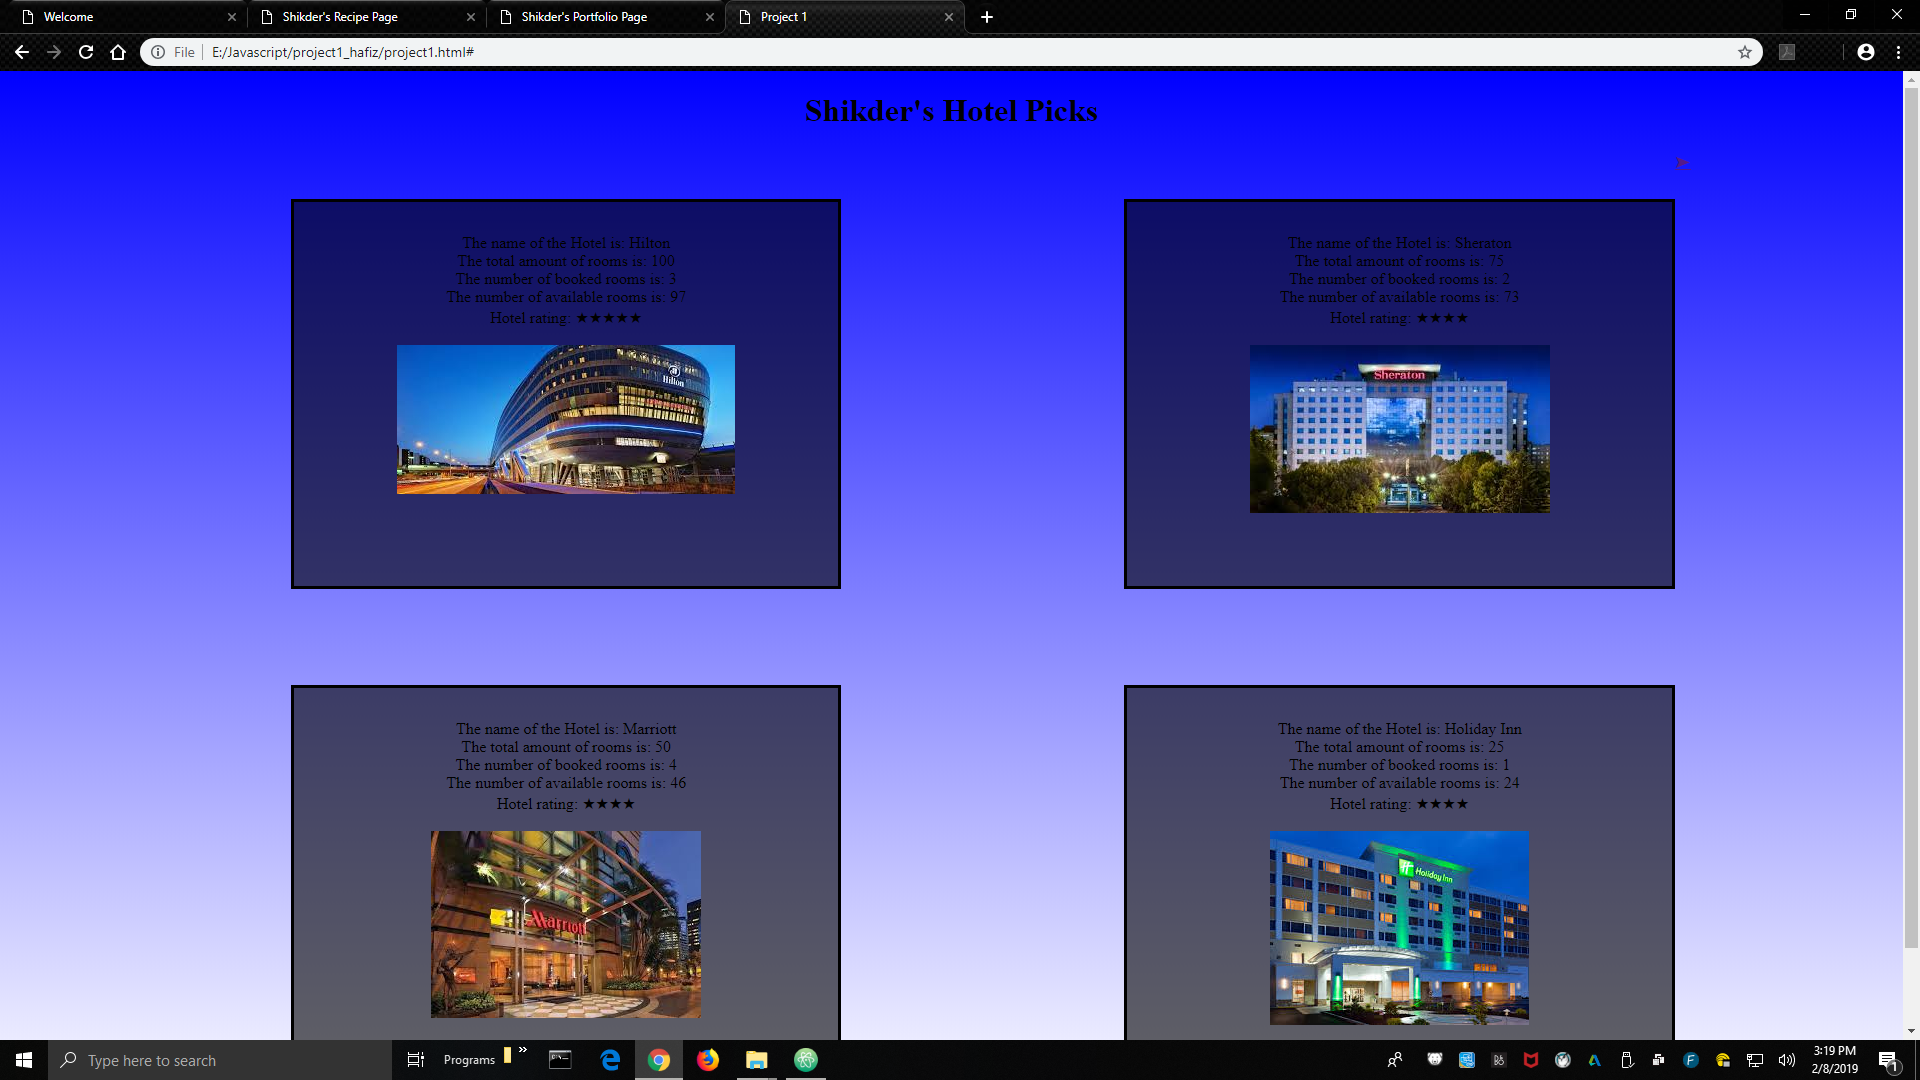 Welcome
Shikder's Recipe Page
Shikder's Portfolio Page
Project 1
File
E:/Javascript/project1_hafiz/project1.html#
Shikder's Hotel Picks
➤
The name of the Hotel is: Hilton
The total amount of rooms is: 100
The number of booked rooms is: 3
The number of available rooms is: 97
Hotel rating: ★★★★★
Hilton
The name of the Hotel is: Sheraton
The total amount of rooms is: 75
The number of booked rooms is: 2
The number of available rooms is: 73
Hotel rating: ★★★★
Sheraton
The name of the Hotel is: Marriott
The total amount of rooms is: 50
The number of booked rooms is: 4
The number of available rooms is: 46
Hotel rating: ★★★★
Marriott
The name of the Hotel is: Holiday Inn
The total amount of rooms is: 25
The number of booked rooms is: 1
The number of available rooms is: 24
Hotel rating: ★★★★
Holiday Inn
Type here to search
Programs
»
3:19 PM
2/8/2019
1